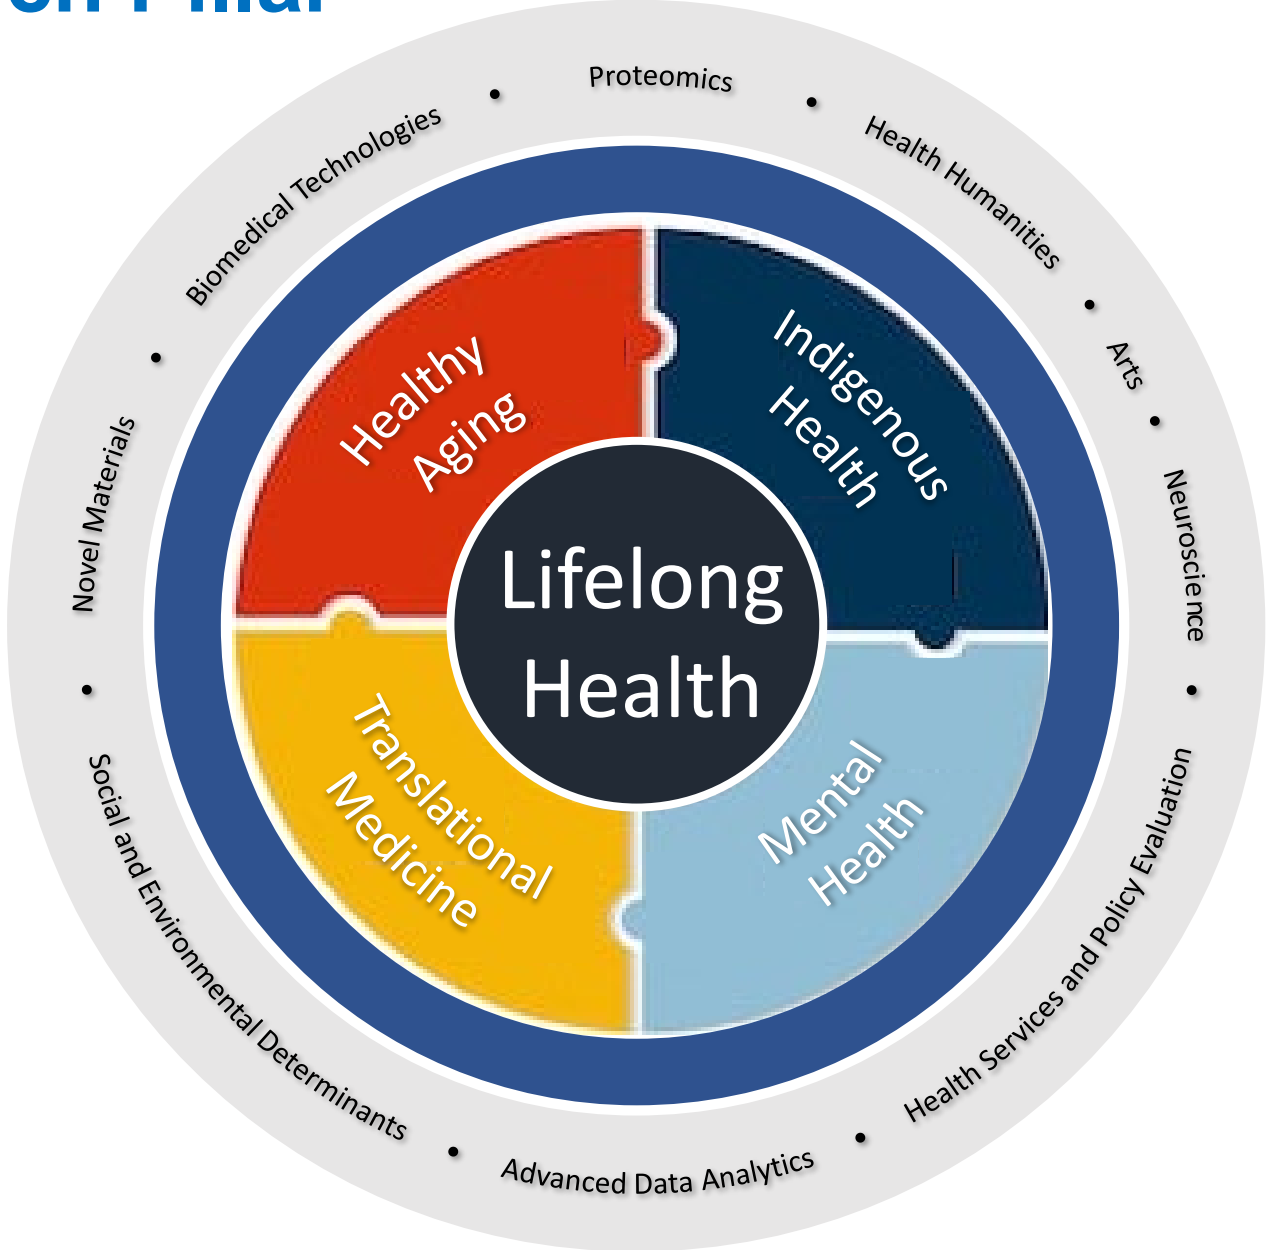 Proteomics
Health Humanities
Arts
Neuroscience
Health Services and Policy Evaluation
Advanced Data Analytics
Social and Environmental Determinants
Novel Materials
Biomedical Technologies
Healthy
Aging
Indigenous
Health
Mental
Health
Translational
Medicine
Lifelong
Health